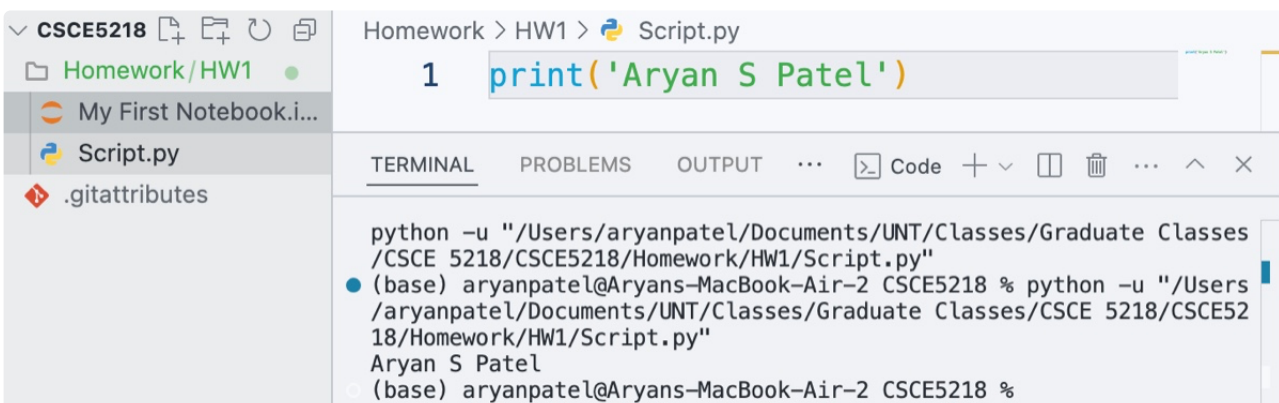 CSCE5218
Homework/HW1
My First Notebook.i...
Script.py
.gitattributes
Homework > HW1 > Script.py
1 print('Aryan S Patel')
TERMINAL PROBLEMS OUTPUT ... Code
python -u "/Users/aryanpatel/Documents/UNT/Classes/Graduate Classes
/CSCE 5218/CSCE5218/Homework/HW1/Script.py"
(base) aryanpatel@Aryans-MacBook-Air-2 CSCE5218 % python -u "/Users
/aryanpatel/Documents/UNT/Classes/Graduate Classes/CSCE 5218/CSCE52
18/Homework/HW1/Script.py"
Aryan S Patel
(base) aryanpatel@Aryans-MacBook-Air-2 CSCE5218 %